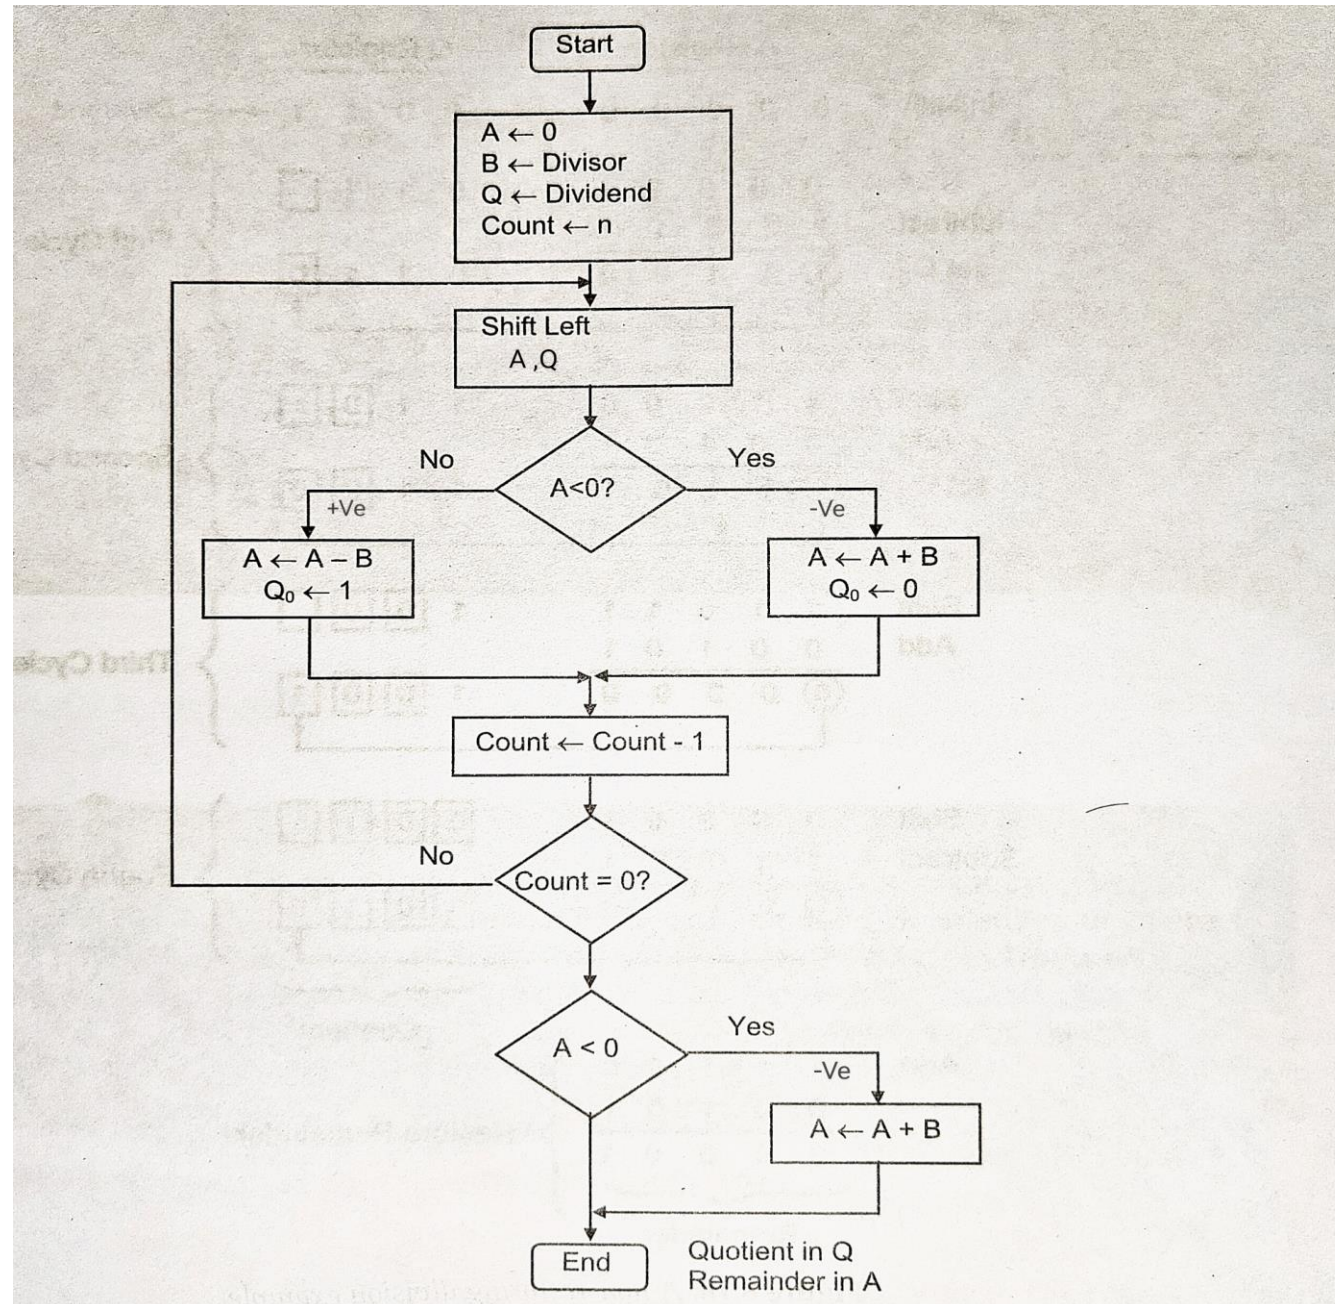 Start
A ← 0
B ← Divisor
Q ← Dividend
Count ← n
Shift Left
A ,Q
A<0?
No
Yes
+Ve
-Ve
A ← A – B
Q₀ ← 1
A ← A + B
Q₀ ← 0
Count ← Count - 1
Count = 0?
No
A < 0
Yes
-Ve
A ← A + B
End
Quotient in Q
Remainder in A